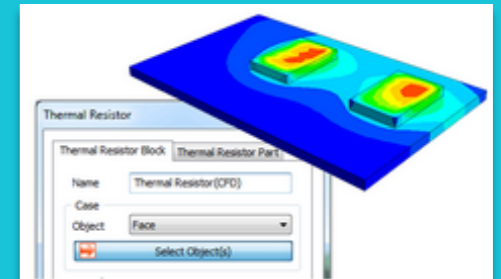 Thermal Resistor
Thermal Resistor Block Thermal Resistor Part
Name Thermal Resistor(CFD)
Case
Object Face
Select Object(s)